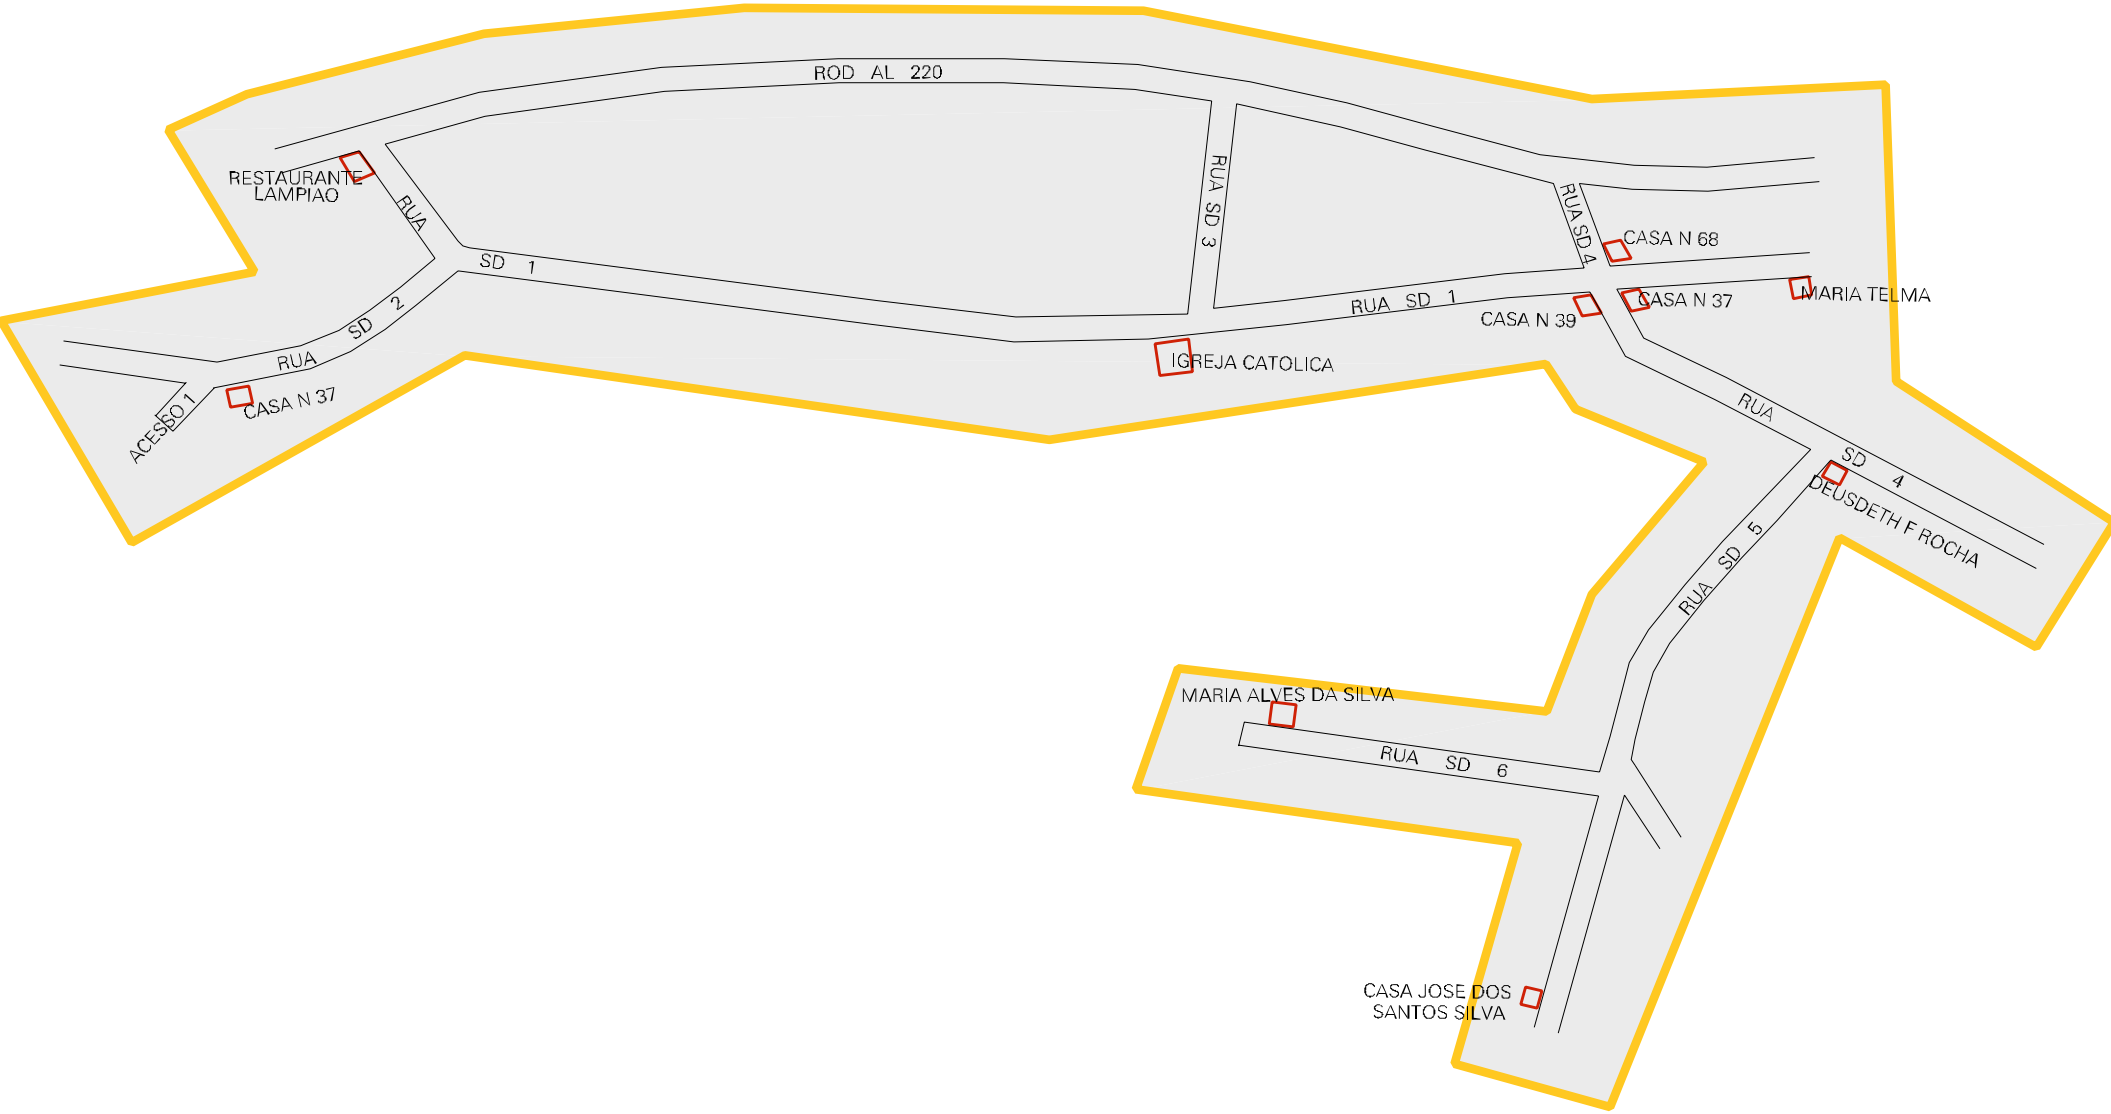 ROD AL 220
RESTAURANTE
LAMPIAO
RUA
SD 1
RUA SD 3
RUA SD 4
CASA N 68
RUA SD 1
CASA N 39
CASA N 37
MARIA TELMA
IGREJA CATOLICA
RUA SD 2
CASA N 37
ACESSO 1
RUA SD 4
DEUSDETH F ROCHA
RUA SD 5
MARIA ALVES DA SILVA
RUA SD 6
CASA JOSE DOS
SANTOS SILVA